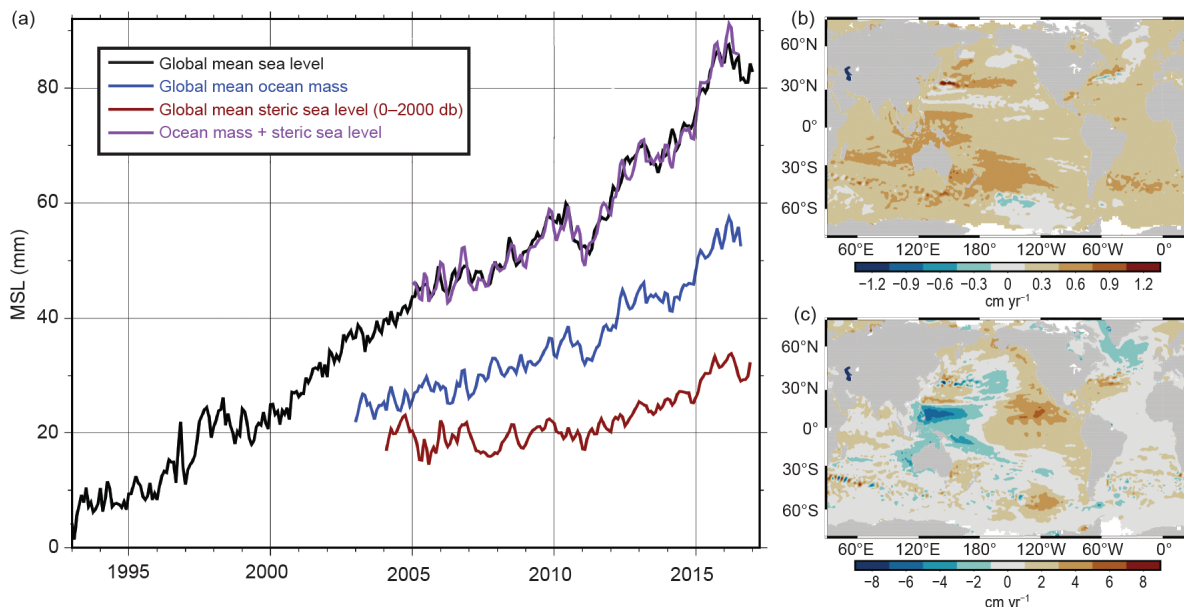 (a)
Global mean sea level
Global mean ocean mass
Global mean steric sea level (0–2000 db)
Ocean mass + steric sea level
MSL (mm)
80
60
40
20
0
1995 2000 2005 2010 2015
(b)
60°N
30°N
0°
30°S
60°S
60°E 120°E 180° 120°W 60°W 0°
−1.2 −0.9 −0.6 −0.3 0 0.3 0.6 0.9 1.2
cm yr⁻¹
(c)
60°N
30°N
0°
30°S
60°S
60°E 120°E 180° 120°W 60°W 0°
−8 −6 −4 −2 0 2 4 6 8
cm yr⁻¹